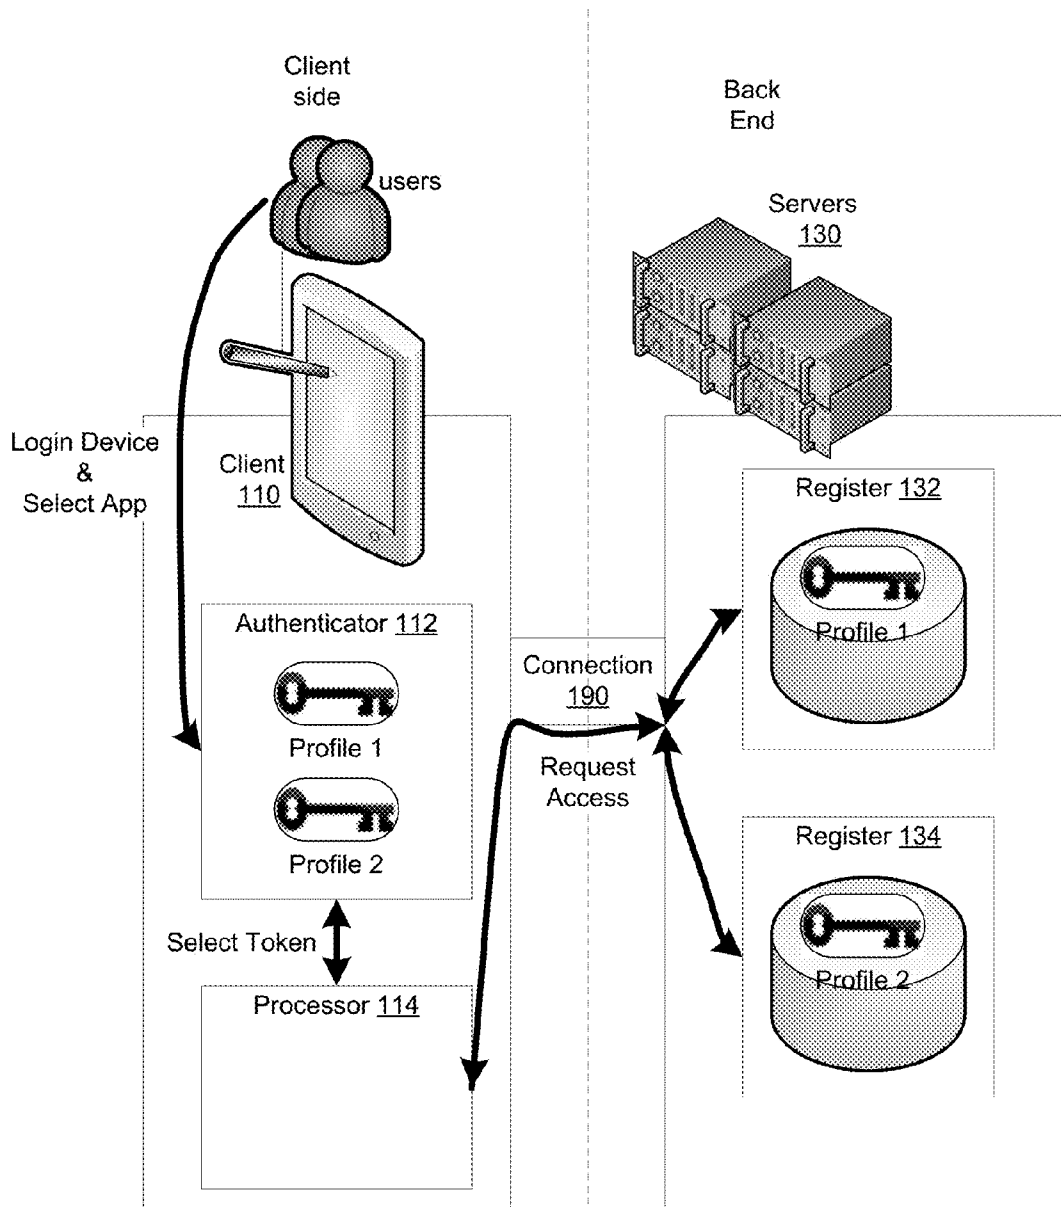 Client
side
users
Back
End
Servers
130
Login Device
&
Select App
Client
110
Register 132
Profile 1
Authenticator 112
Profile 1
Profile 2
Connection
190
Request
Access
Register 134
Profile 2
Select Token
Processor 114